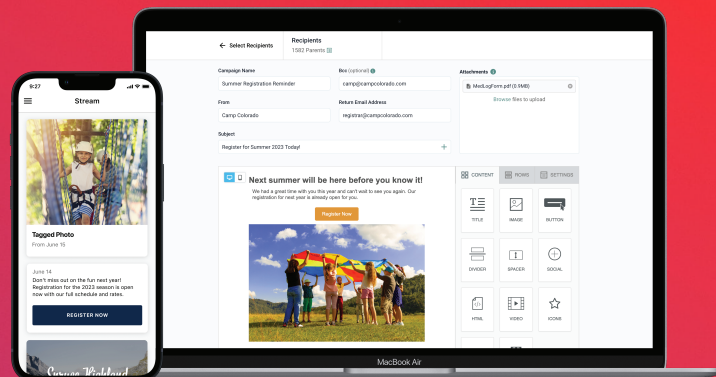 Select Recipients
Recipients
1582 Parents
Campaign Name
Summer Registration Reminder
Bcc (optional)
camp@campcolorado.com
From
Camp Colorado
Return Email Address
registrar@campcolorado.com
Subject
Register for Summer 2023 Today!
Attachments
MedLogForm.pdf (0.9MB)
Browse files to upload
Next summer will be here before you know it!
We had a great time with you this year and can't wait to see you again. Our
registration for next year is already open for you.
Register Now
CONTENT
ROWS
SETTINGS
TITLE
IMAGE
BUTTON
DIVIDER
SPACER
SOCIAL
HTML
VIDEO
ICONS
MacBook Air
9:27
Stream
Tagged Photo
From June 15
June 14
Don't miss out on the fun next year!
Registration for the 2023 season is open
now with our full schedule and rates.
REGISTER NOW